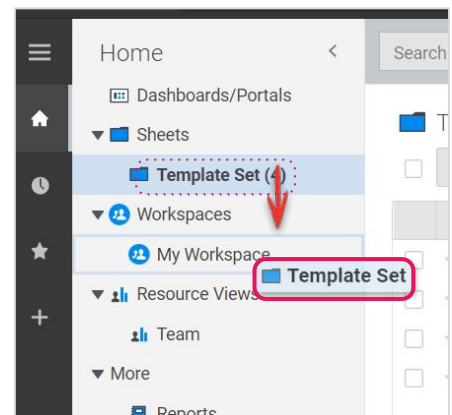 Home
Search
Dashboards/Portals
Sheets
Template Set (4)
Workspaces
My Workspace
Template Set
Resource Views
Team
More
Reports